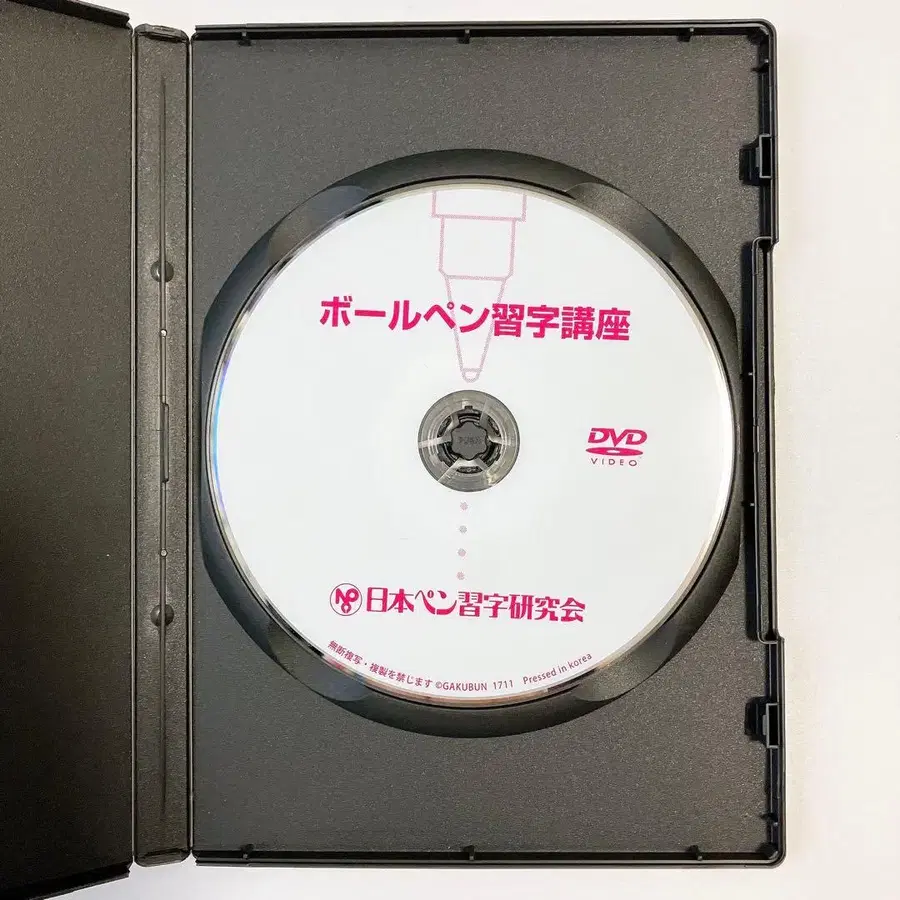 ボールペン習字講座
PUSH
DVD
VIDEO
日本ペン習字研究会
無断複写・複製を禁じます ©GAKUBUN 1711 Pressed in korea